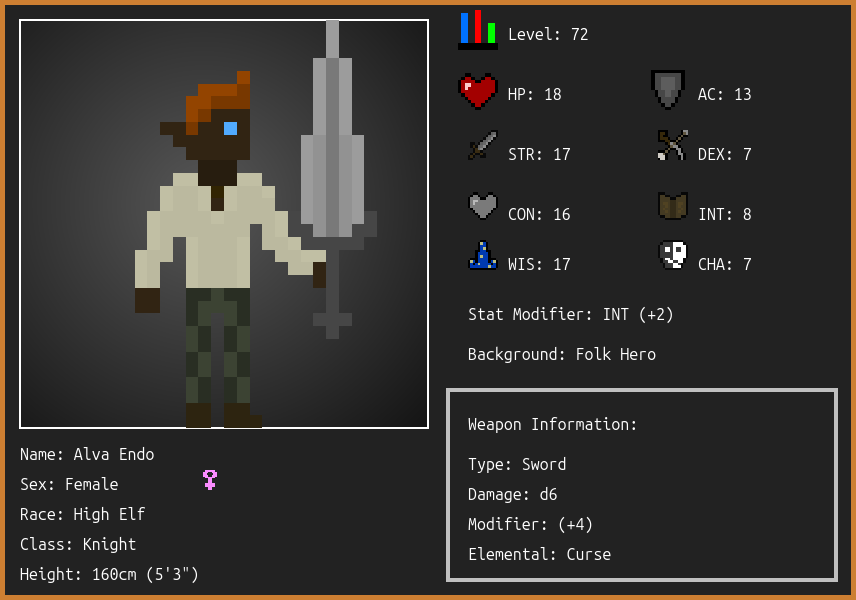 Level: 72
HP: 18
AC: 13
STR: 17
DEX: 7
CON: 16
INT: 8
WIS: 17
CHA: 7
Stat Modifier: INT (+2)
Background: Folk Hero
Weapon Information:
Type: Sword
Damage: d6
Modifier: (+4)
Elemental: Curse
Name: Alva Endo
Sex: Female
Race: High Elf
Class: Knight
Height: 160cm (5'3")